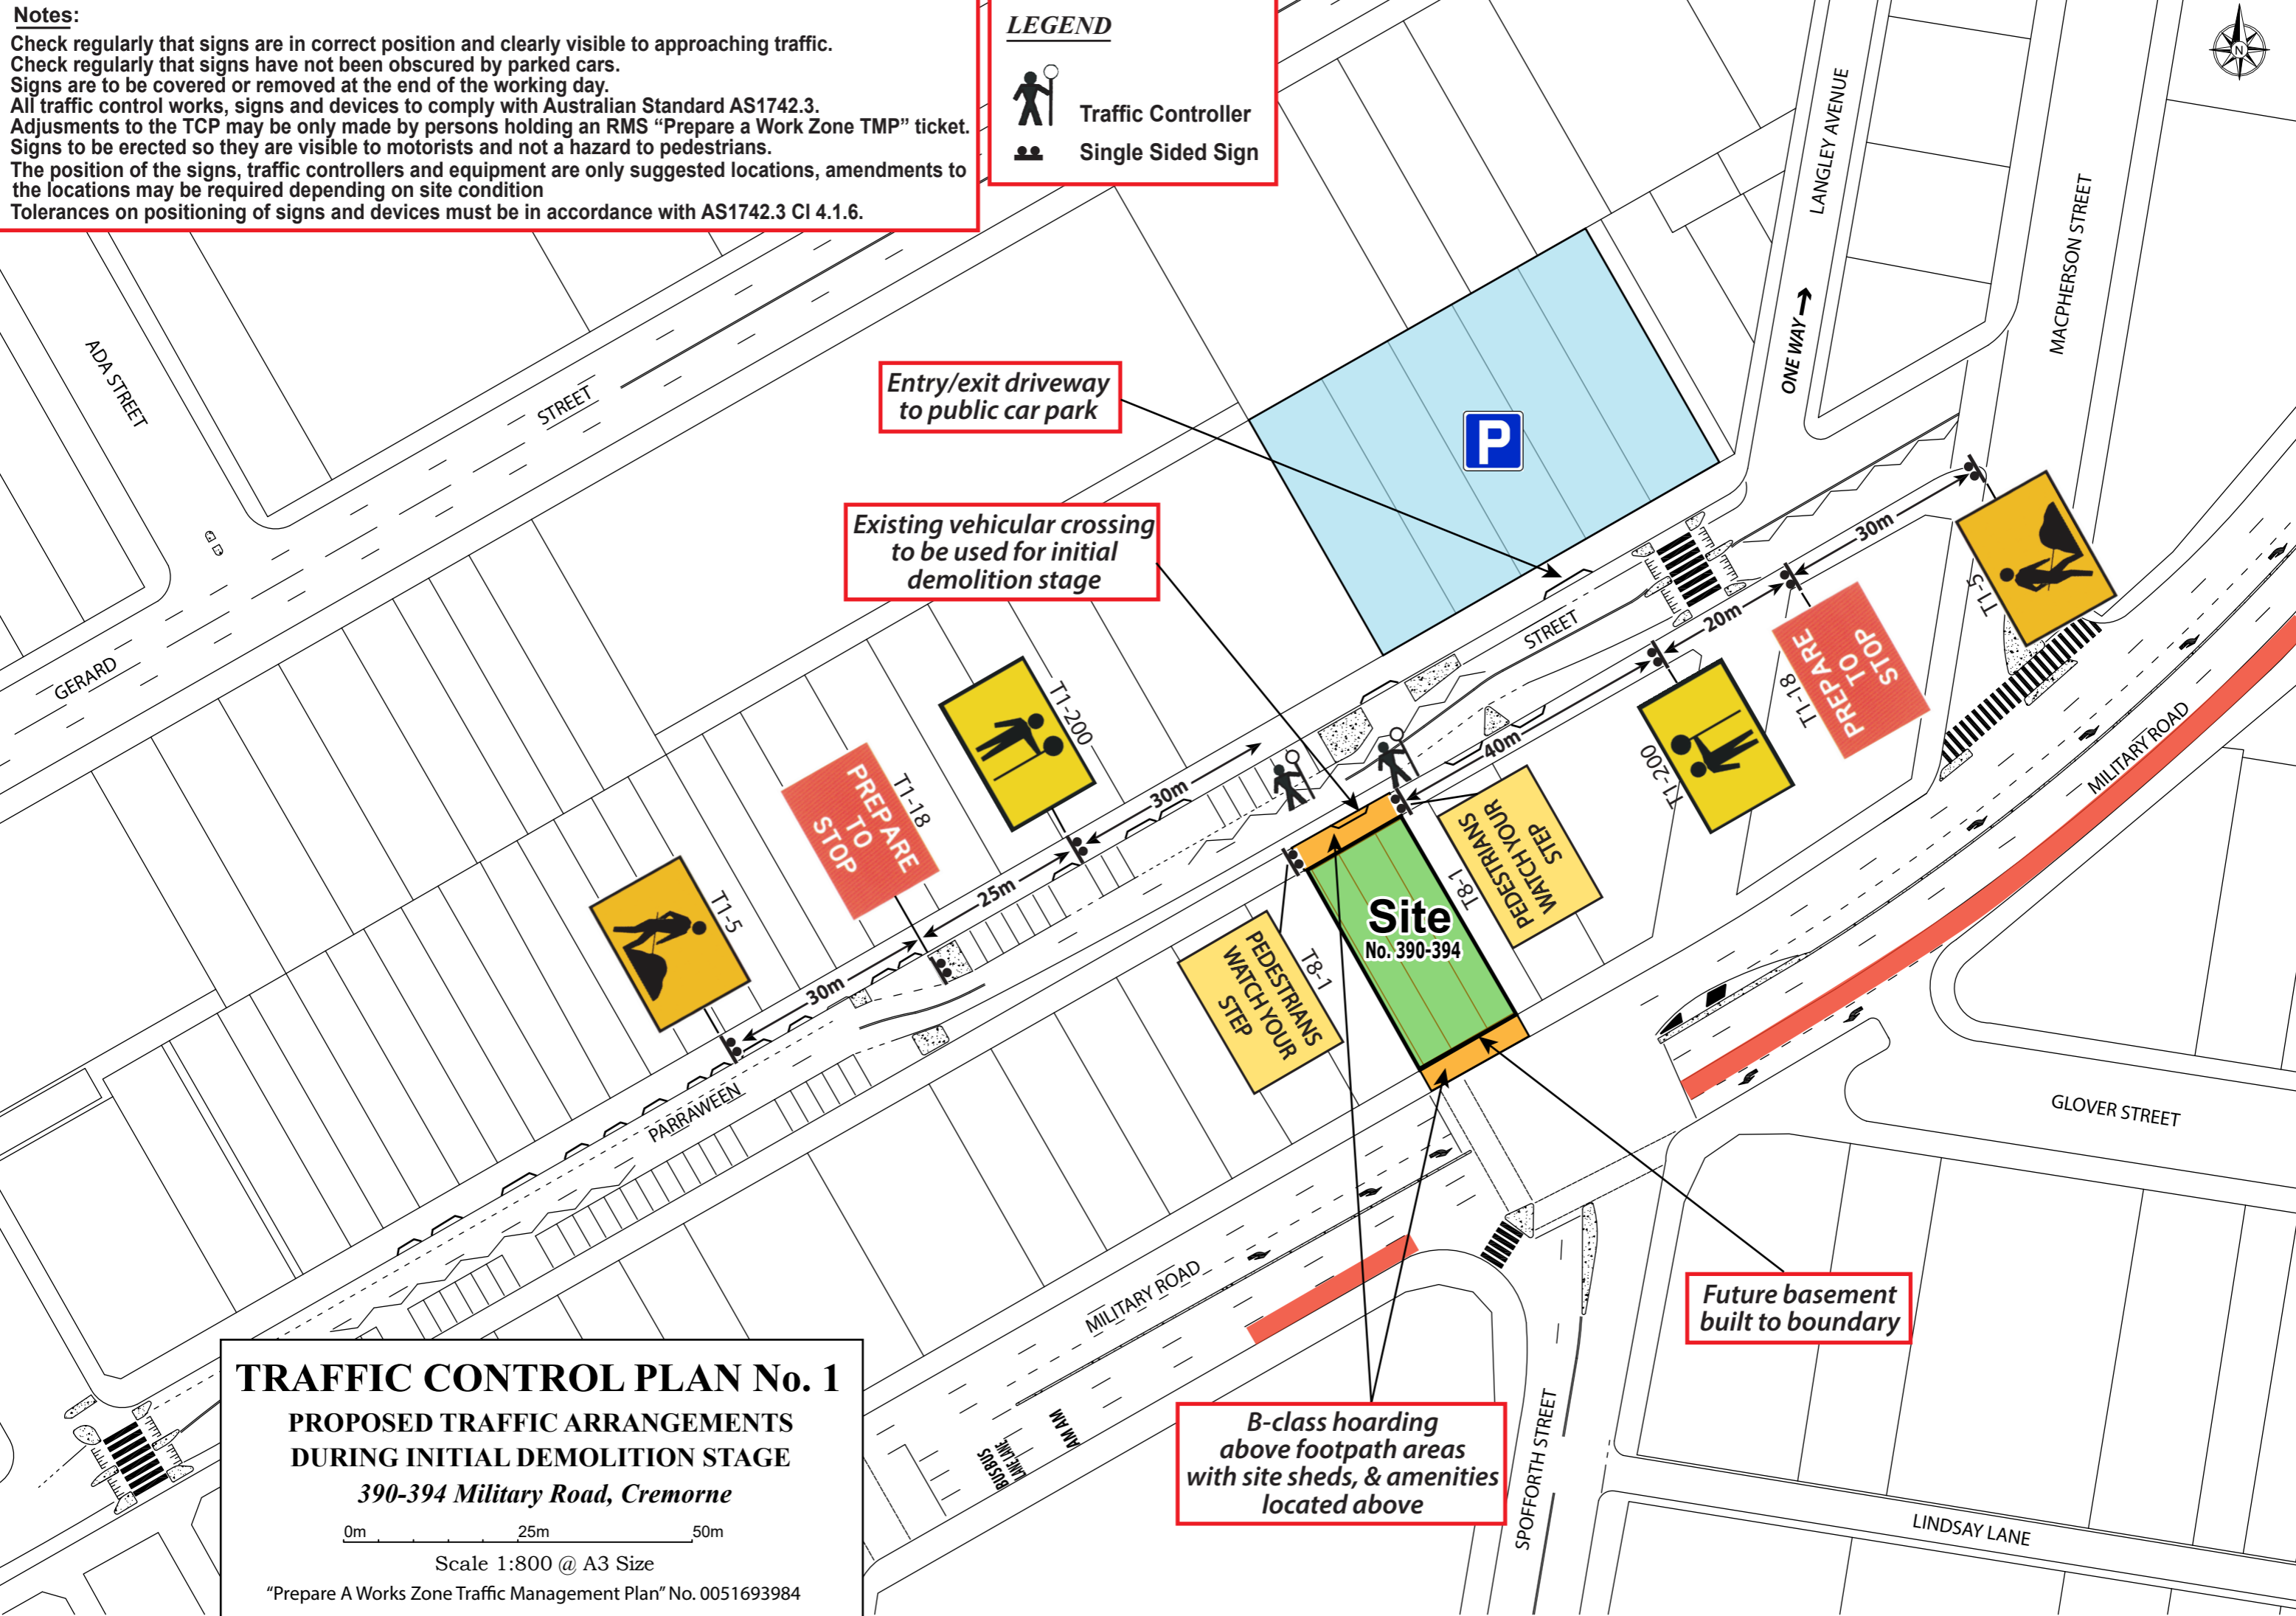 Notes:
Check regularly that signs are in correct position and clearly visible to approaching traffic.
Check regularly that signs have not been obscured by parked cars.
Signs are to be covered or removed at the end of the working day.
All traffic control works, signs and devices to comply with Australian Standard AS1742.3.
Adjusments to the TCP may be only made by persons holding an RMS “Prepare a Work Zone TMP” ticket.
Signs to be erected so they are visible to motorists and not a hazard to pedestrians.
The position of the signs, traffic controllers and equipment are only suggested locations, amendments to
the locations may be required depending on site condition
Tolerances on positioning of signs and devices must be in accordance with AS1742.3 Cl 4.1.6.
LEGEND
Traffic Controller
Single Sided Sign
N
LANGLEY AVENUE
ONE WAY
MACPHERSON STREET
ADA STREET
STREET
GERARD
Entry/exit driveway
to public car park
P
Existing vehicular crossing
to be used for initial
demolition stage
STREET
30m
T1-5
20m
PREPARE
TO
STOP
T1-18
40m
T1-200
MILITARY ROAD
T1-200
30m
T1-18
PREPARE
TO
STOP
25m
T1-5
30m
PEDESTRIANS
WATCH YOUR
STEP
T8-1
Site
No. 390-394
PEDESTRIANS
WATCH YOUR
STEP
T8-1
PARRAWEEN
GLOVER STREET
MILITARY ROAD
Future basement
built to boundary
B-class hoarding
above footpath areas
with site sheds, & amenities
located above
BUS BUS
LANE LANE
AM AM
SPOFFORTH STREET
LINDSAY LANE
TRAFFIC CONTROL PLAN No. 1
PROPOSED TRAFFIC ARRANGEMENTS
DURING INITIAL DEMOLITION STAGE
390-394 Military Road, Cremorne
0m 25m 50m
Scale 1:800 @ A3 Size
“Prepare A Works Zone Traffic Management Plan” No. 0051693984